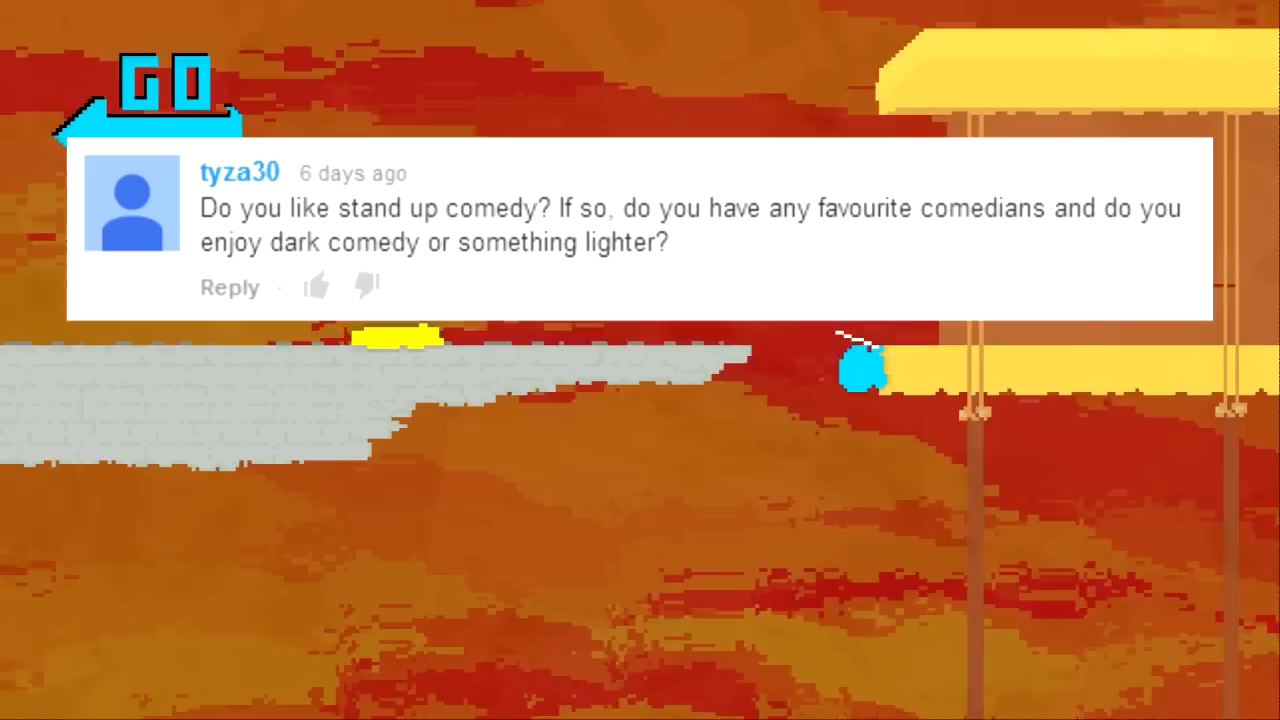 GO
tyza30 6 days ago
Do you like stand up comedy? If so, do you have any favourite comedians and do you
enjoy dark comedy or something lighter?
Reply ·